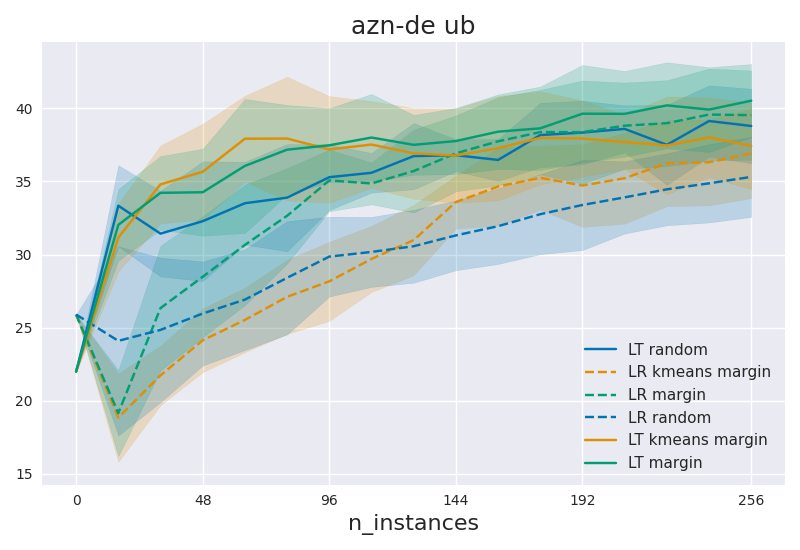 azn-de ub
40
35
30
25
20
15
0 48 96 144 192 256
n_instances
LT random
LR kmeans margin
LR margin
LR random
LT kmeans margin
LT margin